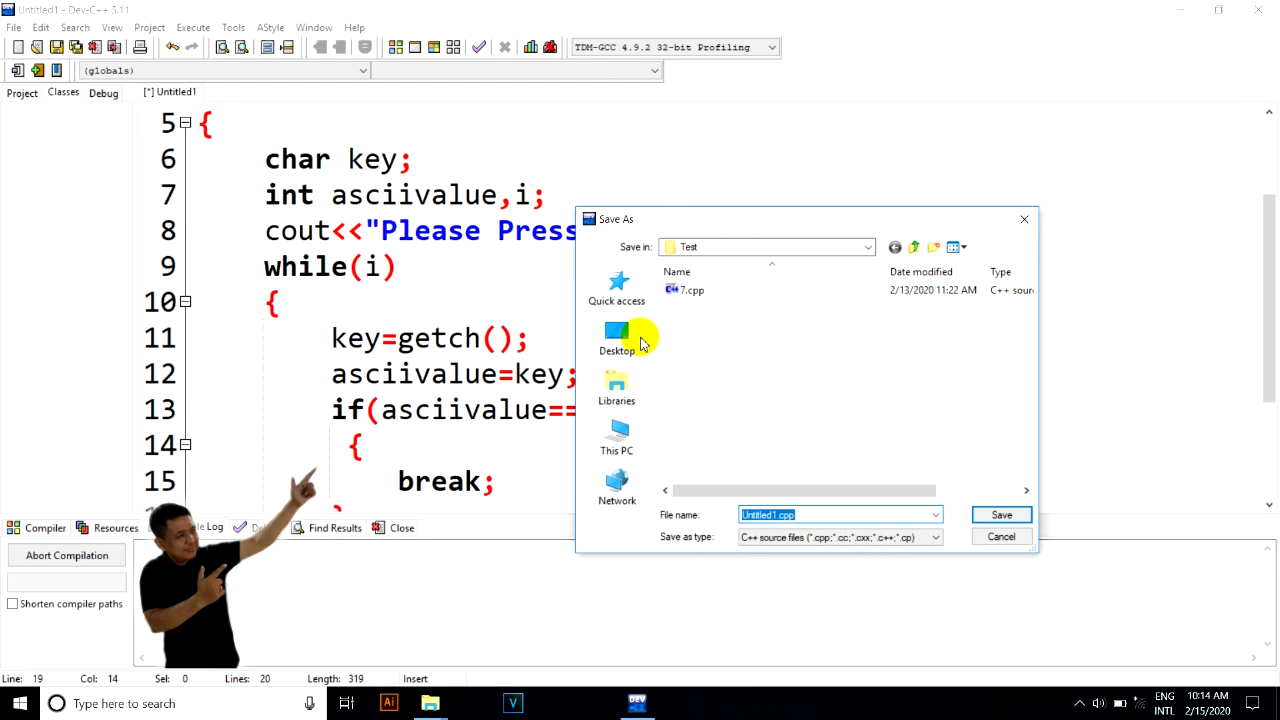 Untitled1 - Dev-C++ 5.11
File Edit Search View Project Execute Tools AStyle Window Help
TDM-GCC 4.9.2 32-bit Profiling
(globals)
Project Classes Debug [*] Untitled1
5 {
6 char key;
7 int asciivalue,i;
8 cout<<"Please Press
9 while(i)
10 {
11 key=getch();
12 asciivalue=key;
13 if(asciivalue==
14 {
15 break;
Save As
Save in: Test
Name Date modified Type
7.cpp 2/13/2020 11:22 AM C++ sour
Quick access
Desktop
Libraries
This PC
Network
File name: Untitled1.cpp Save
Save as type: C++ source files (*.cpp;*.cc;*.cxx;*.c++;*.cp) Cancel
Compiler Resources Log Find Results Close
Abort Compilation
Shorten compiler paths
Line: 19 Col: 14 Sel: 0 Lines: 20 Length: 319 Insert
Type here to search
Ai
V
DEV
ENG
INTL
10:14 AM
2/15/2020